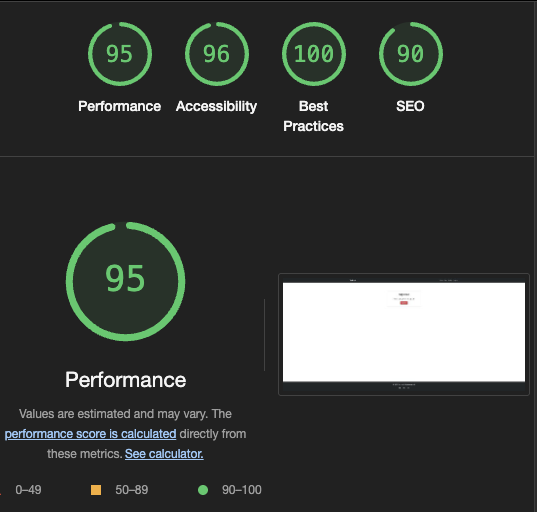 95
96
100
90
Performance
Accessibility
Best
Practices
SEO
95
Performance
Values are estimated and may vary. The
performance score is calculated directly from
these metrics. See calculator.
0–49
50–89
90–100